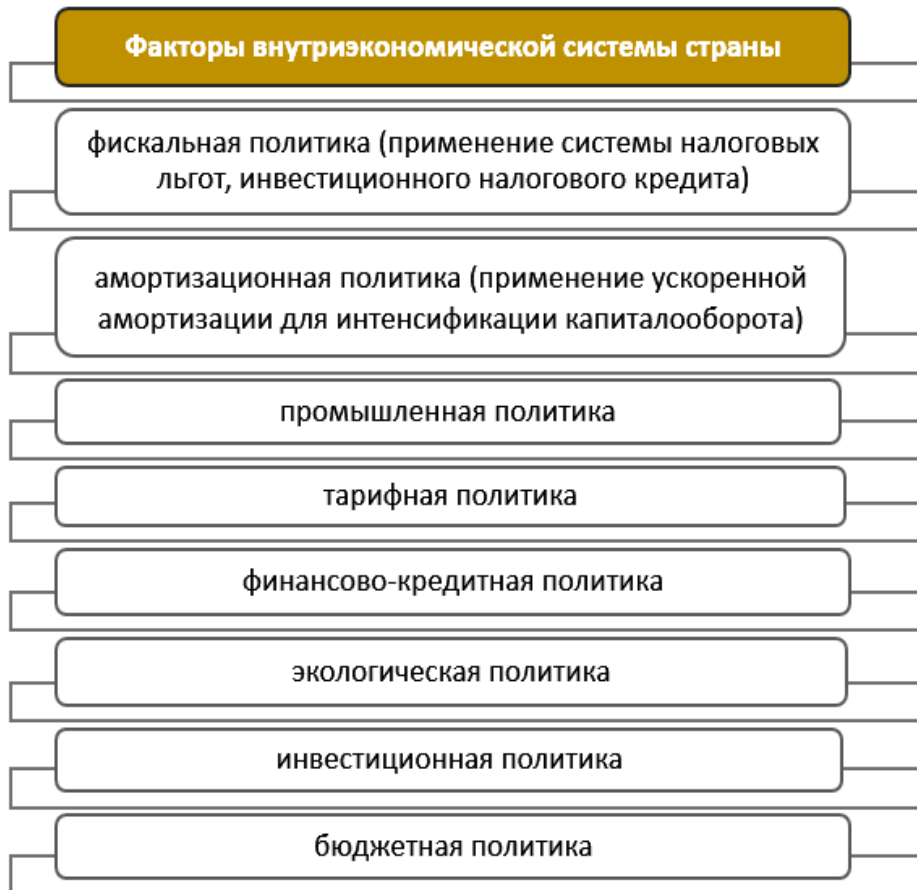 Факторы внутриэкономической системы страны
фискальная политика (применение системы налоговых
льгот, инвестиционного налогового кредита)
амортизационная политика (применение ускоренной
амортизации для интенсификации капиталооборота)
промышленная политика
тарифная политика
финансово-кредитная политика
экологическая политика
инвестиционная политика
бюджетная политика